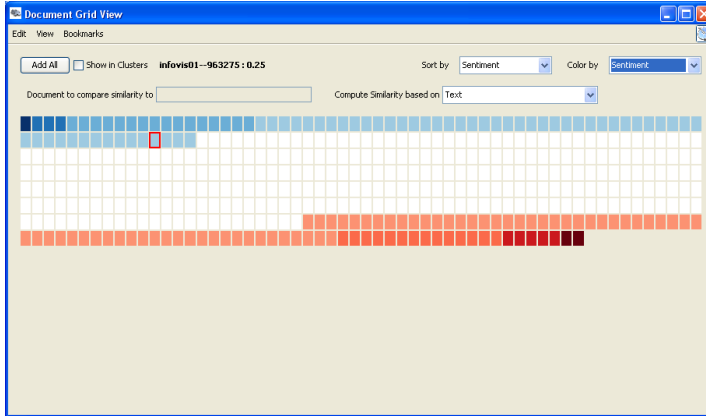 Document Grid View
Edit View Bookmarks
Add All Show in Clusters infovis01--963275 : 0.25 Sort by Sentiment Color by Sentiment
Document to compare similarity to Compute Similarity based on Text